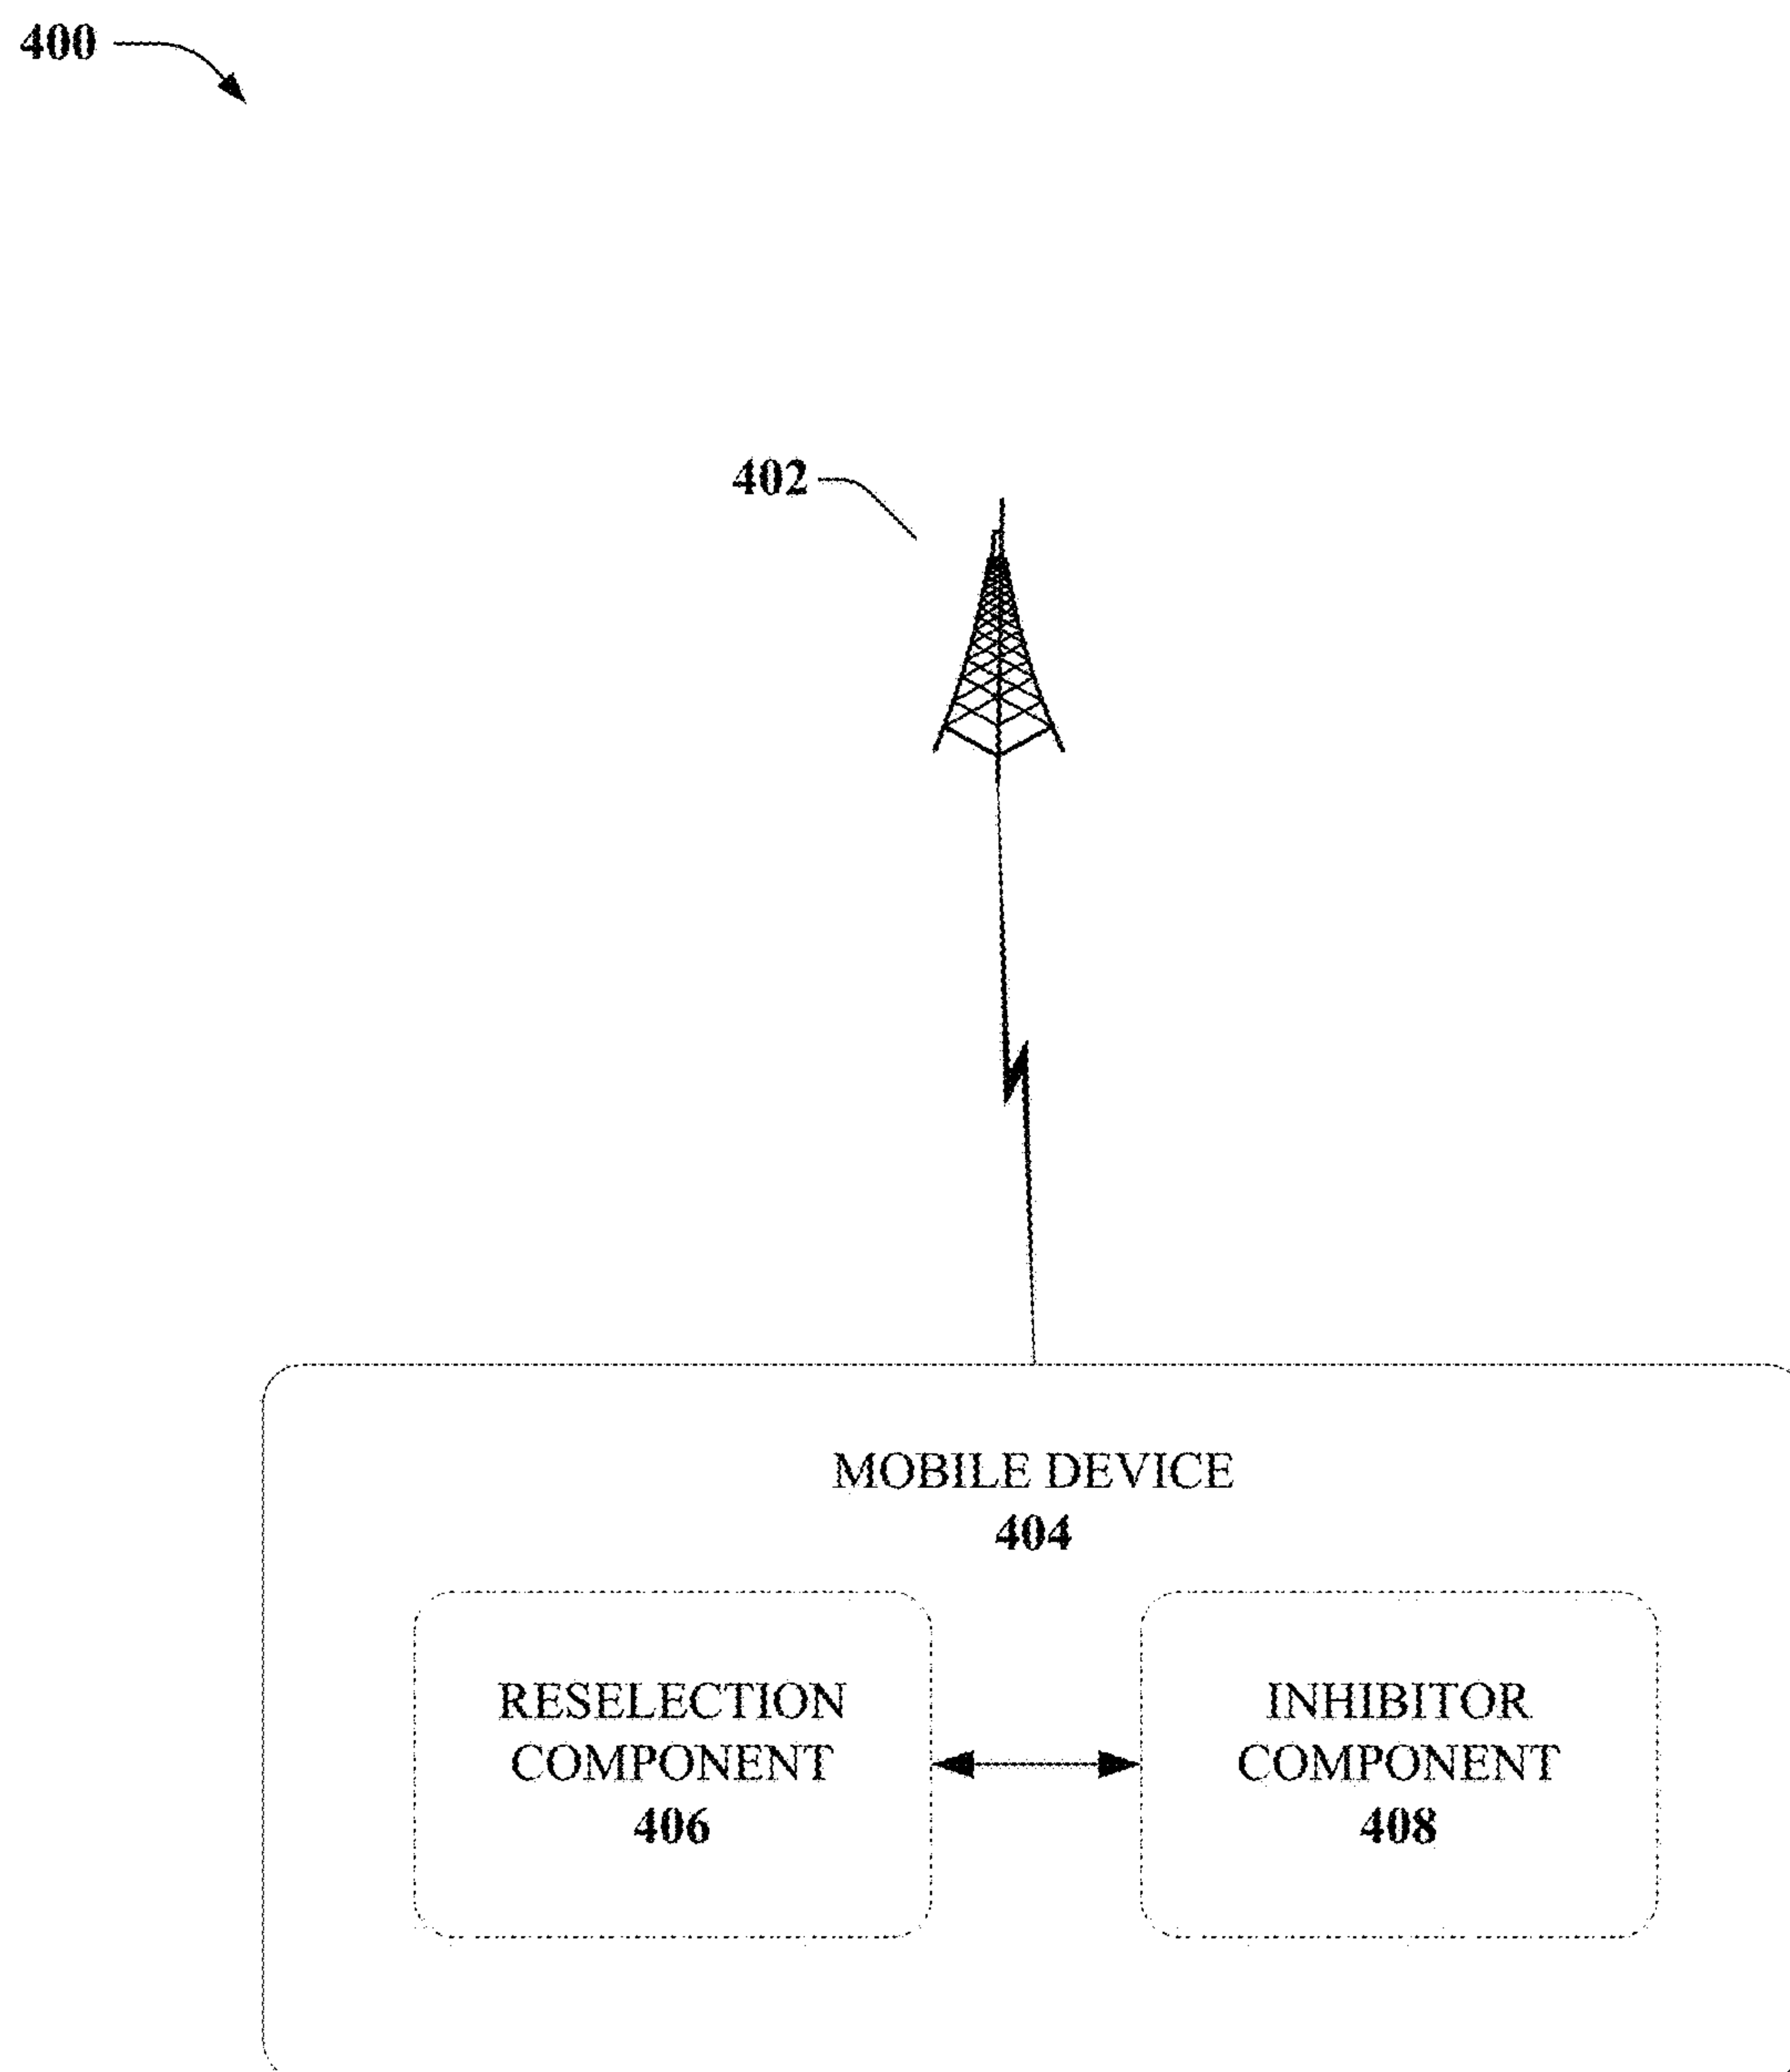 400
402
MOBILE DEVICE
404
RESELECTION
COMPONENT
406
INHIBITOR
COMPONENT
408